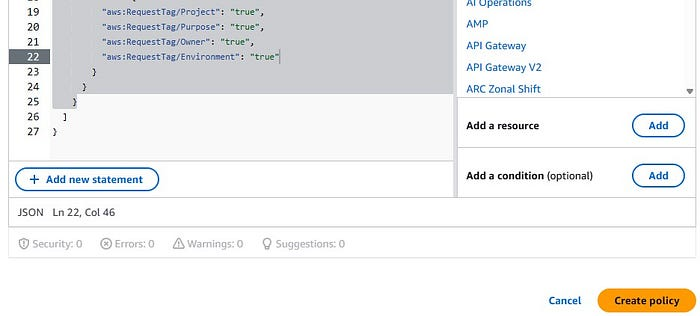 19 "aws:RequestTag/Project": "true",
20 "aws:RequestTag/Purpose": "true",
21 "aws:RequestTag/Owner": "true",
22 "aws:RequestTag/Environment": "true"
23 }
24 }
25 }
26 ]
27 }
AI Operations
AMP
API Gateway
API Gateway V2
ARC Zonal Shift
Add a resource Add
+ Add new statement
Add a condition (optional) Add
JSON Ln 22, Col 46
Security: 0 Errors: 0 Warnings: 0 Suggestions: 0
Cancel Create policy